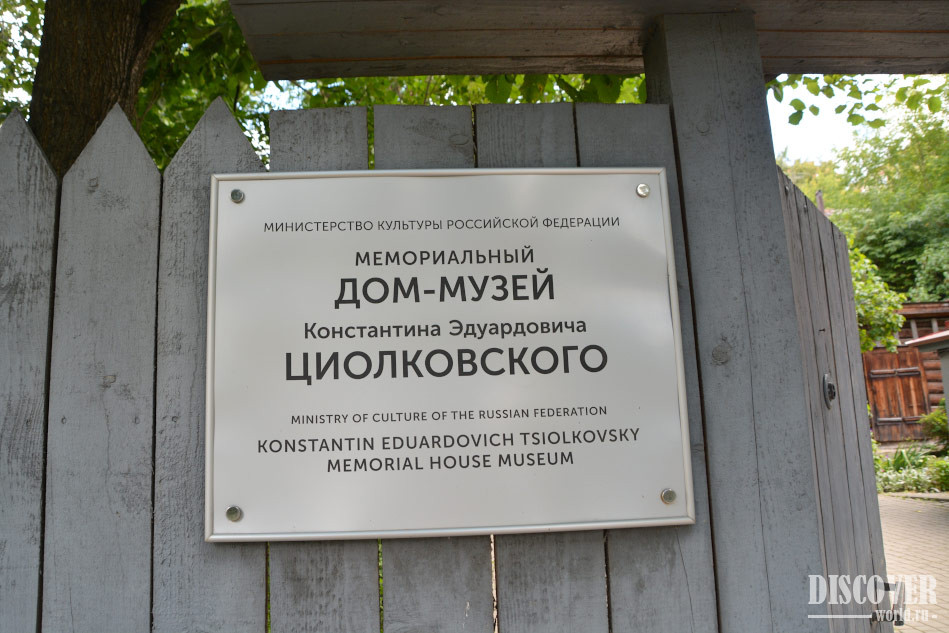 МИНИСТЕРСТВО КУЛЬТУРЫ РОССИЙСКОЙ ФЕДЕРАЦИИ
МЕМОРИАЛЬНЫЙ
ДОМ-МУЗЕЙ
Константина Эдуардовича
ЦИОЛКОВСКОГО
MINISTRY OF CULTURE OF THE RUSSIAN FEDERATION
KONSTANTIN EDUARDOVICH TSIOLKOVSKY
MEMORIAL HOUSE MUSEUM
DISCOVER
world.ru